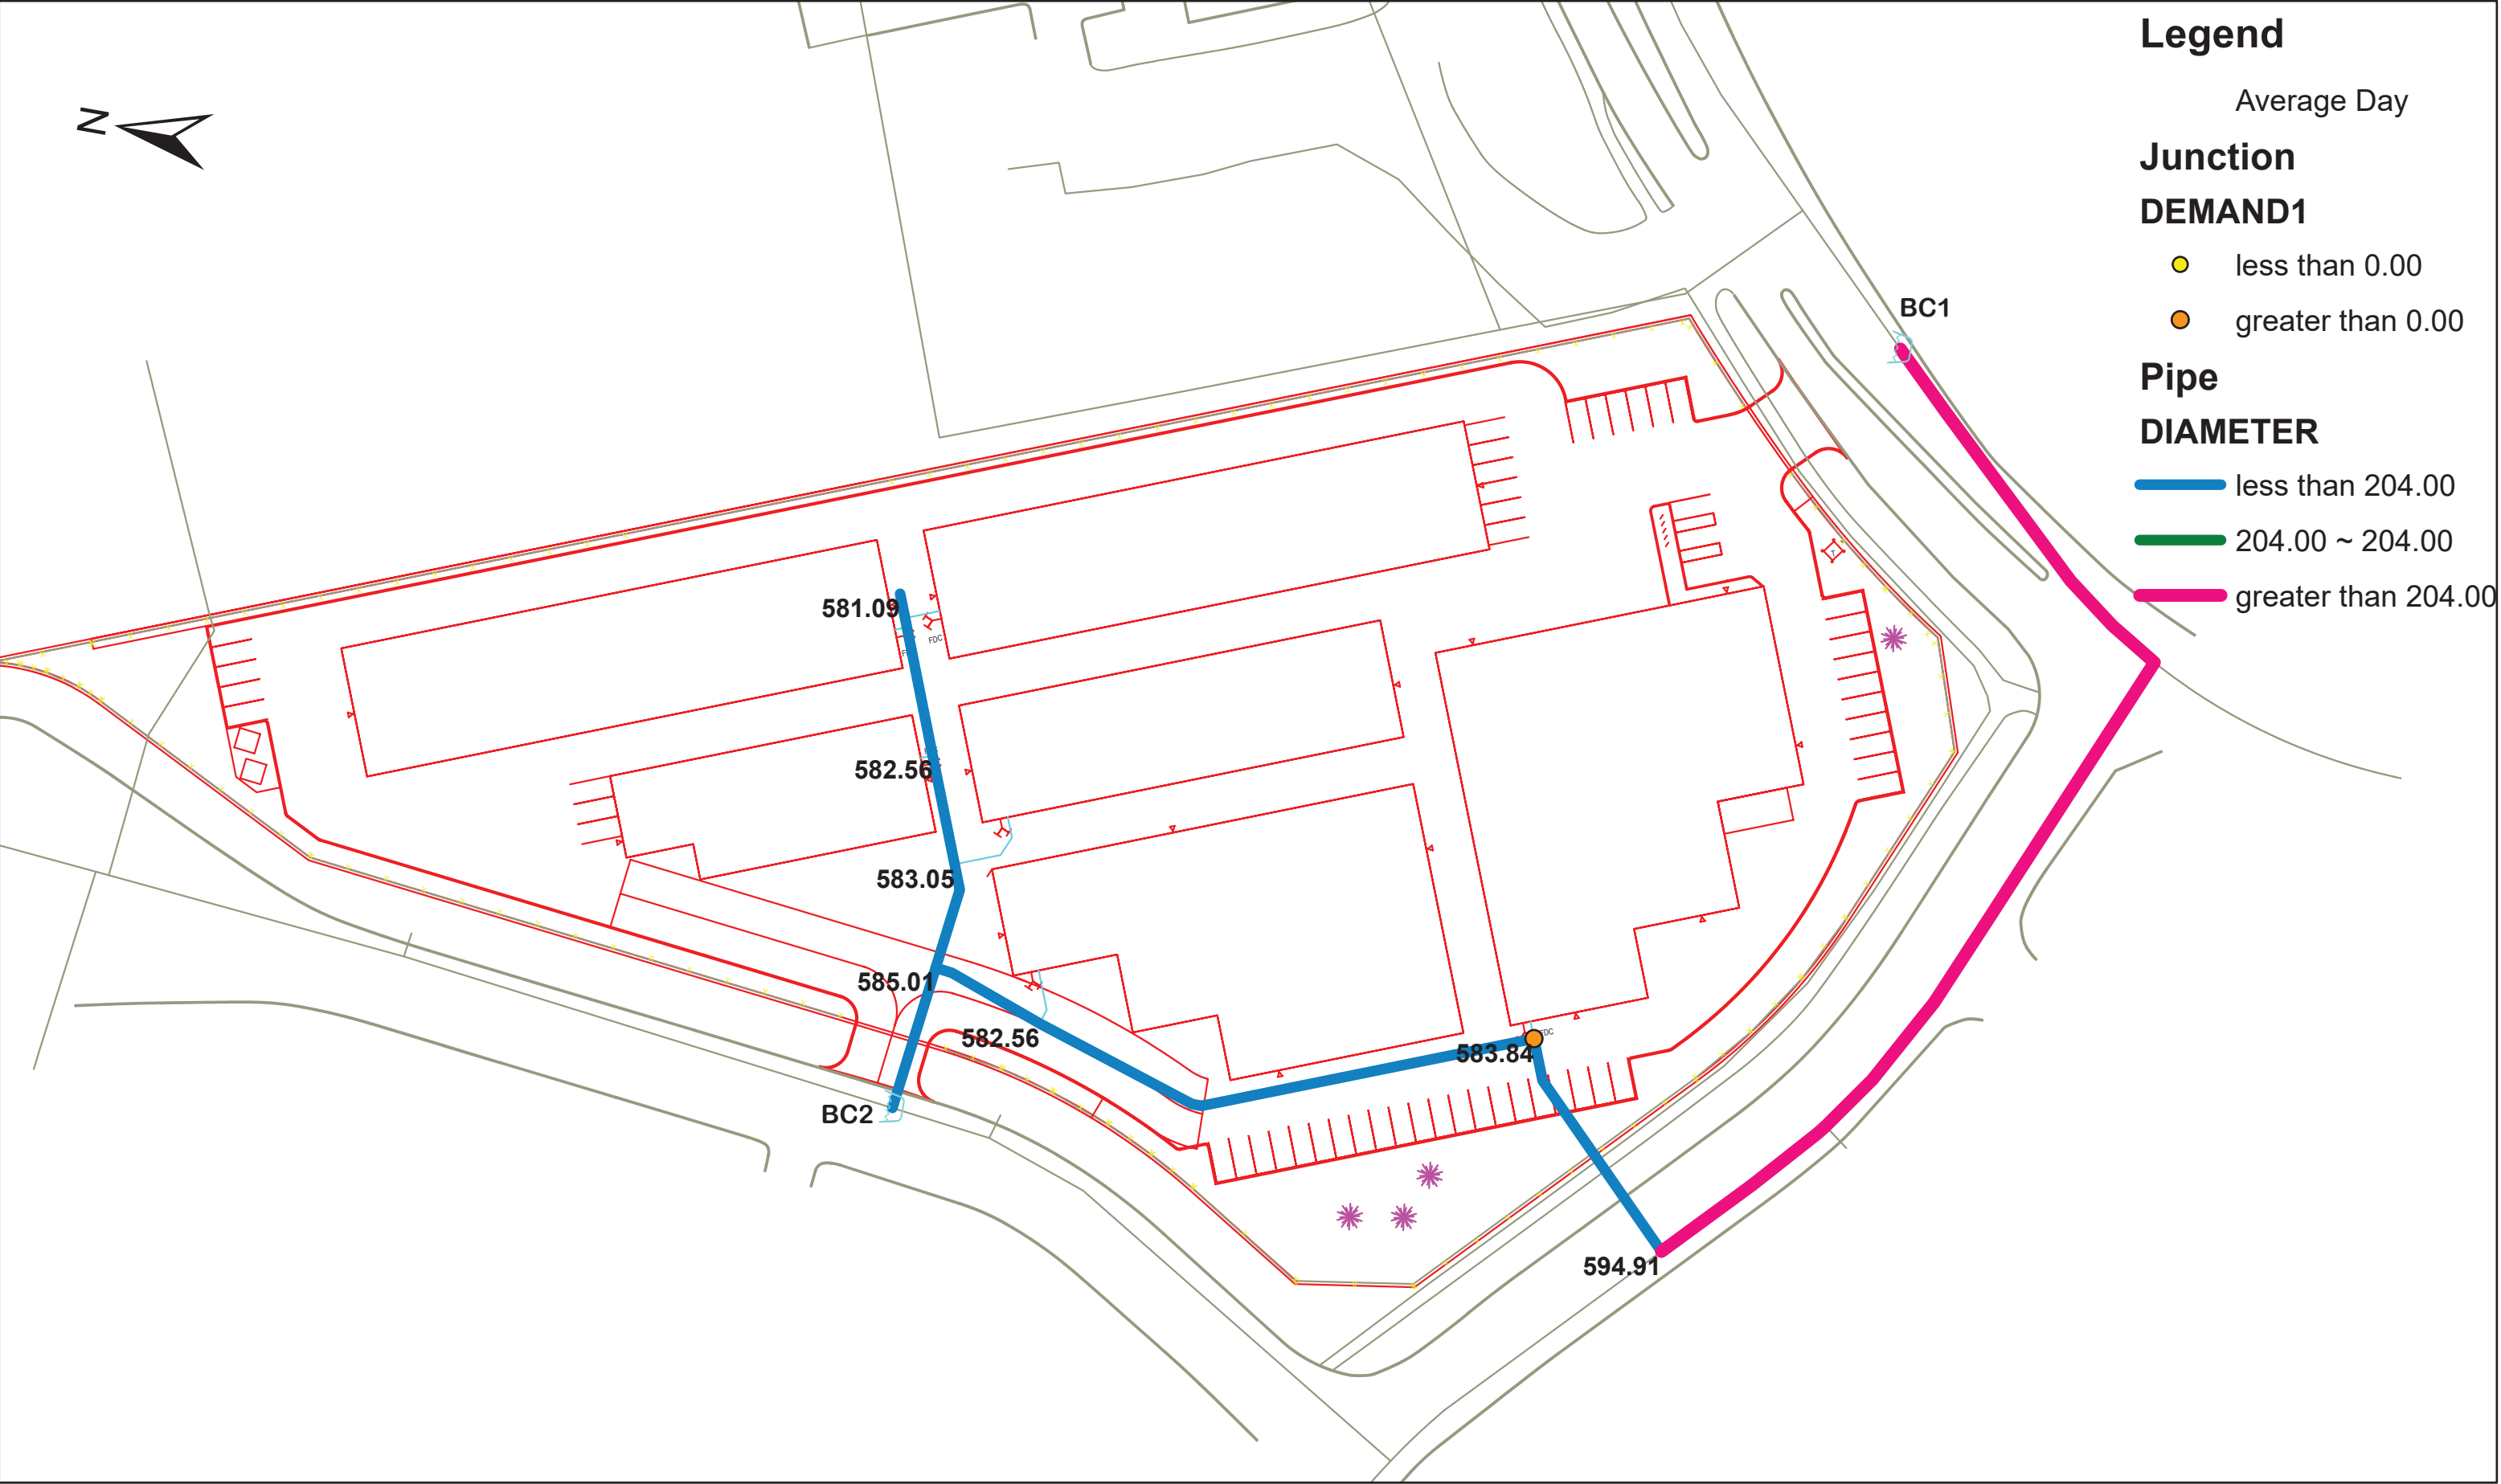 Legend
Average Day
Junction
DEMAND1
less than 0.00
greater than 0.00
Pipe
DIAMETER
less than 204.00
204.00 ~ 204.00
greater than 204.00
N
BC1
581.09
FDC
582.56
583.05
585.01
582.56
583.84
FDC
BC2
594.91